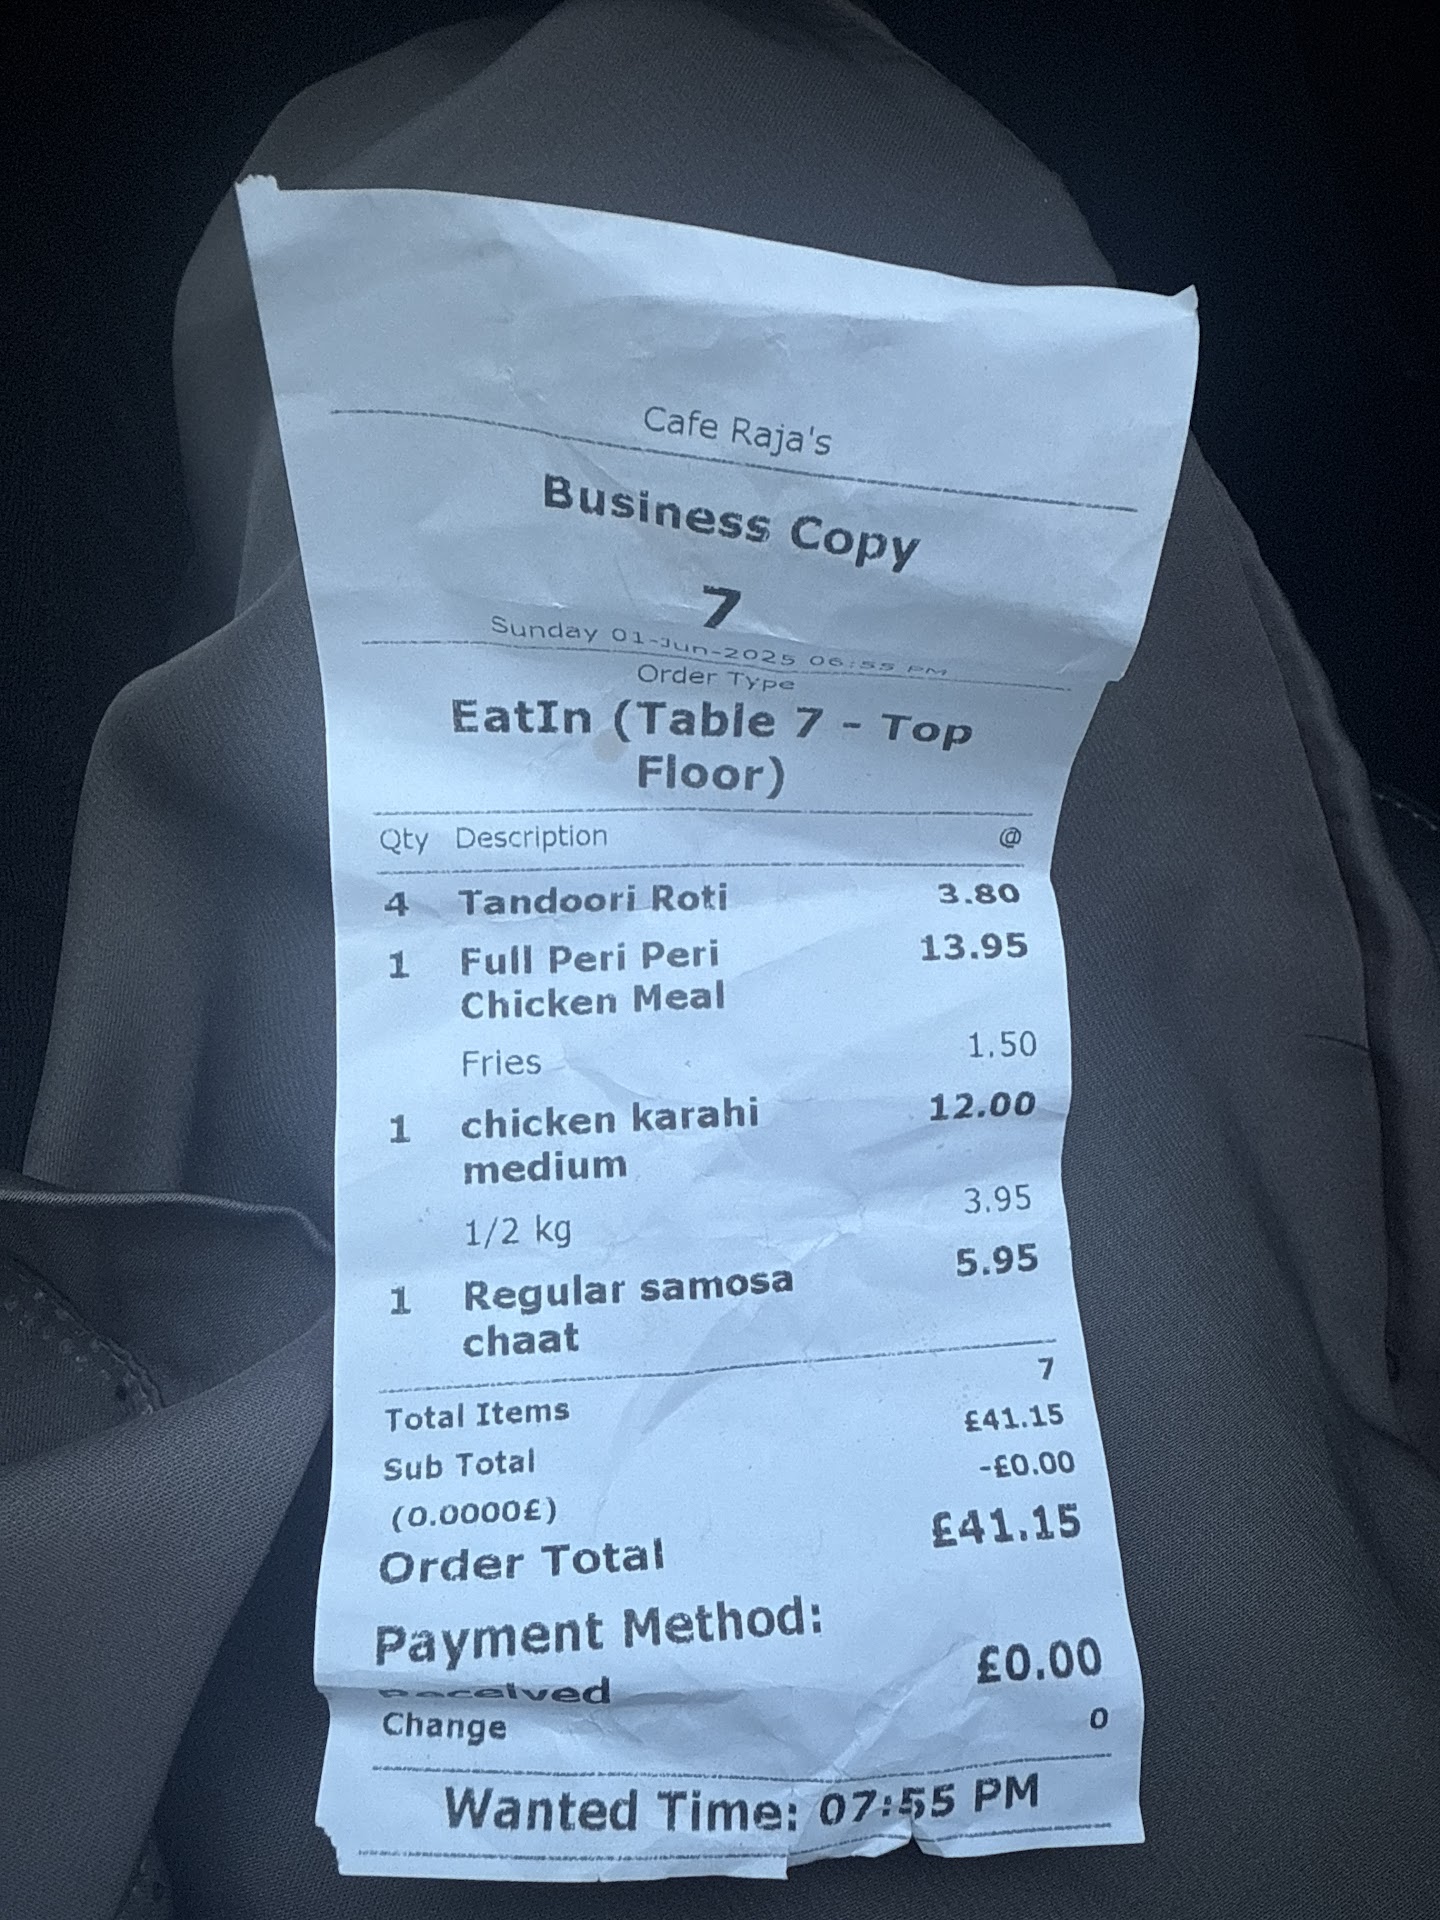 Cafe Raja's
Business Copy
7
Sunday 01-Jun-2025 06:55 PM
Order Type
EatIn (Table 7 - Top
Floor)
Qty Description @
4 Tandoori Roti 3.80
1 Full Peri Peri 13.95
Chicken Meal
Fries 1.50
1 chicken karahi 12.00
medium
1/2 kg 3.95
1 Regular samosa 5.95
chaat
Total Items 7
Sub Total £41.15
(0.0000£) -£0.00
Order Total £41.15
Payment Method:
Received £0.00
Change 0
Wanted Time: 07:55 PM